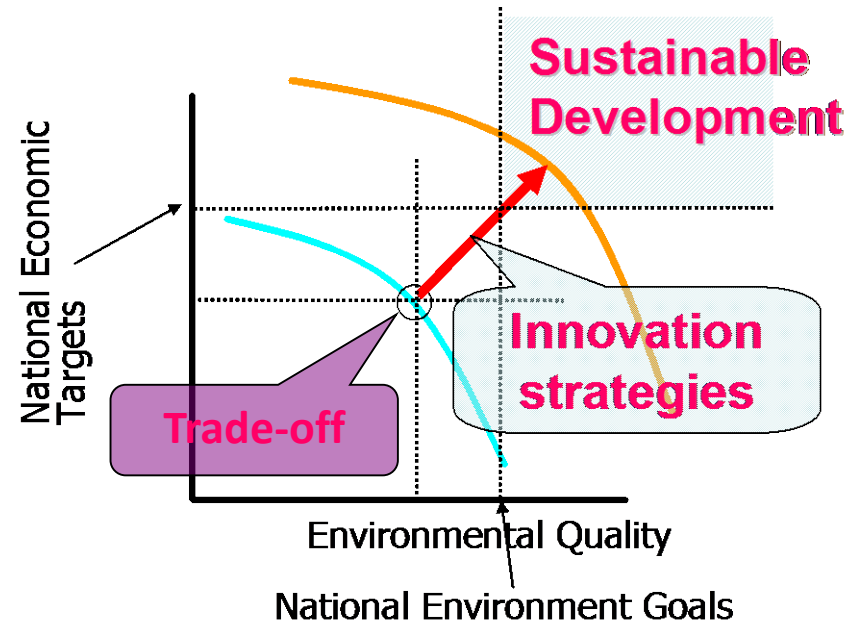 Sustainable
Development
National Economic
Targets
Innovation
strategies
Trade-off
Environmental Quality
National Environment Goals